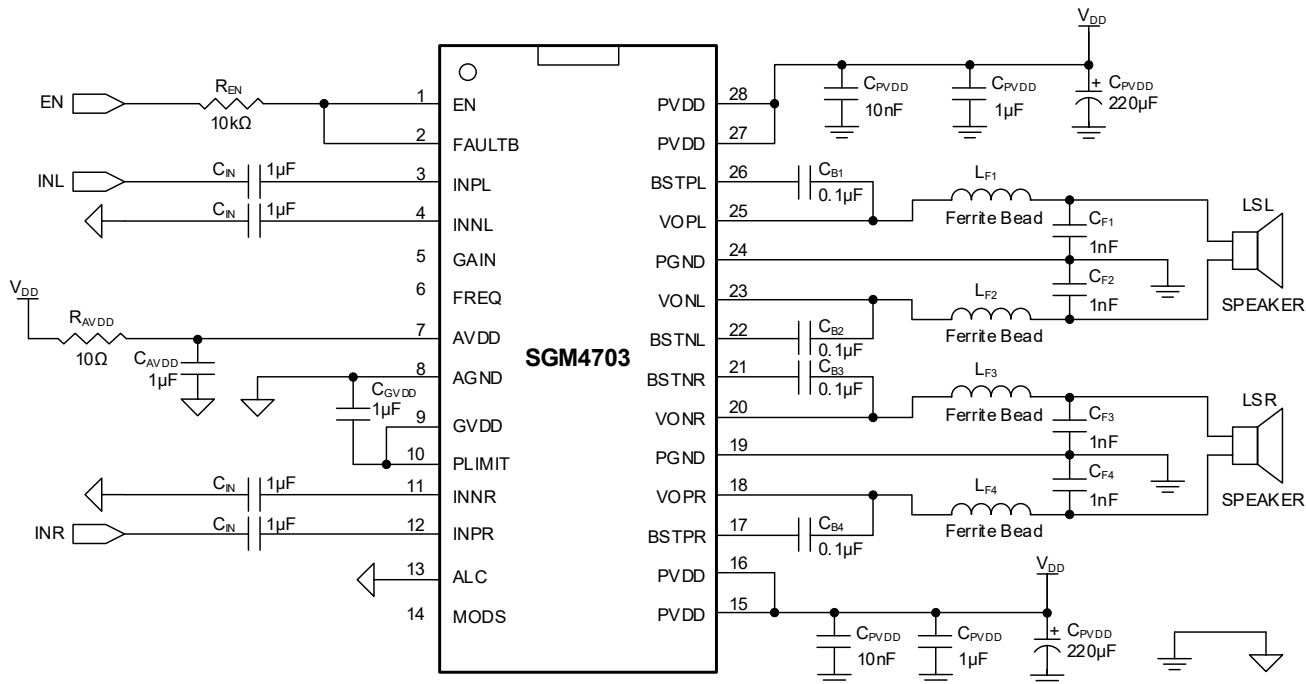 VDD
CPVDD
10nF
CPVDD
1µF
+
CPVDD
220µF
EN
REN
10kΩ
1
EN
PVDD
28
2
FAULTB
PVDD
27
INL
CIN
1µF
3
INPL
BSTPL
26
CB1
0.1µF
LF1
Ferrite Bead
CIN
1µF
4
INNL
VOPL
25
CF1
1nF
LSL
5
GAIN
PGND
24
6
FREQ
VONL
23
LF2
Ferrite Bead
CF2
1nF
SPEAKER
VDD
RAVDD
10Ω
7
AVDD
BSTNL
22
CB2
0.1µF
CAVDD
1µF
SGM4703
8
AGND
BSTNR
21
CB3
0.1µF
LF3
Ferrite Bead
CGVDD
1µF
9
GVDD
VONR
20
CF3
1nF
LSR
10
PLIMIT
PGND
19
CIN
1µF
11
INNR
VOPR
18
LF4
Ferrite Bead
CF4
1nF
SPEAKER
INR
CIN
1µF
12
INPR
BSTPR
17
CB4
0.1µF
13
ALC
PVDD
16
VDD
14
MODS
PVDD
15
CPVDD
10nF
CPVDD
1µF
+
CPVDD
220µF